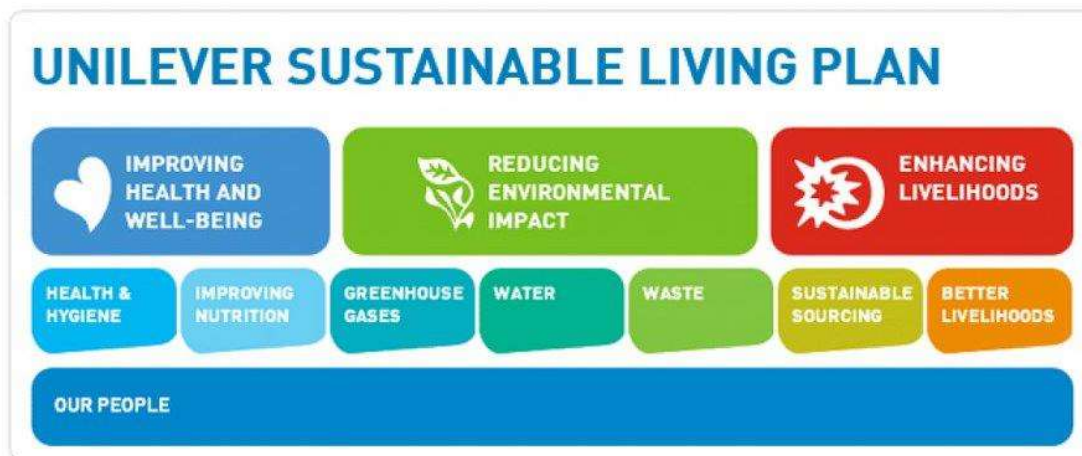 UNILEVER SUSTAINABLE LIVING PLAN
IMPROVING
HEALTH AND
WELL-BEING
REDUCING
ENVIRONMENTAL
IMPACT
ENHANCING
LIVELIHOODS
HEALTH &
HYGIENE
IMPROVING
NUTRITION
GREENHOUSE
GASES
WATER
WASTE
SUSTAINABLE
SOURCING
BETTER
LIVELIHOODS
OUR PEOPLE